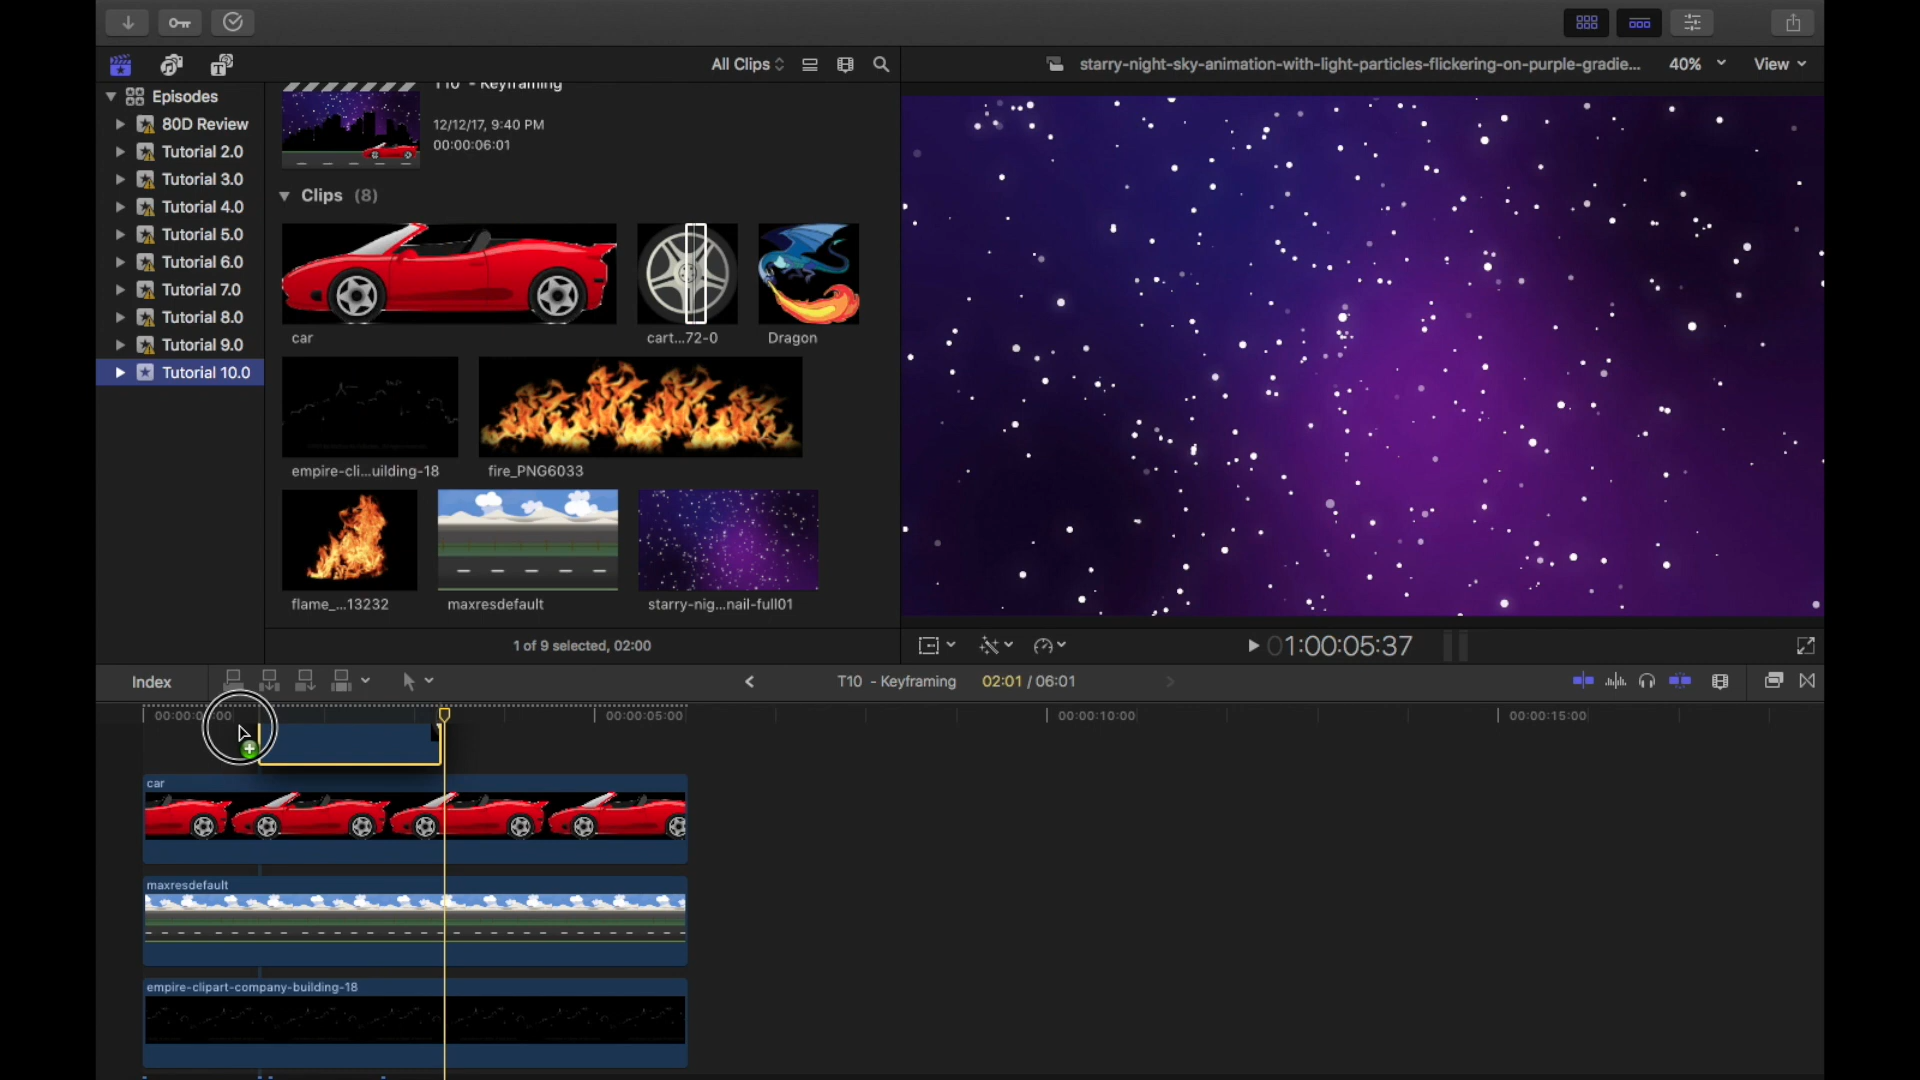 All Clips
starry-night-sky-animation-with-light-particles-flickering-on-purple-gradie...
40%
View
Episodes
80D Review
Tutorial 2.0
Tutorial 3.0
Tutorial 4.0
Tutorial 5.0
Tutorial 6.0
Tutorial 7.0
Tutorial 8.0
Tutorial 9.0
Tutorial 10.0
T10 - Keyframing
12/12/17, 9:40 PM
00:00:06:01
Clips (8)
car
cart...72-0
Dragon
empire-cli...uilding-18
fire_PNG6033
flame_...13232
maxresdefault
starry-nig...nail-full01
1 of 9 selected, 02:00
01:00:05:37
Index
T10 - Keyframing
02:01 / 06:01
00:00:05:00
00:00:10:00
00:00:15:00
car
maxresdefault
empire-clipart-company-building-18